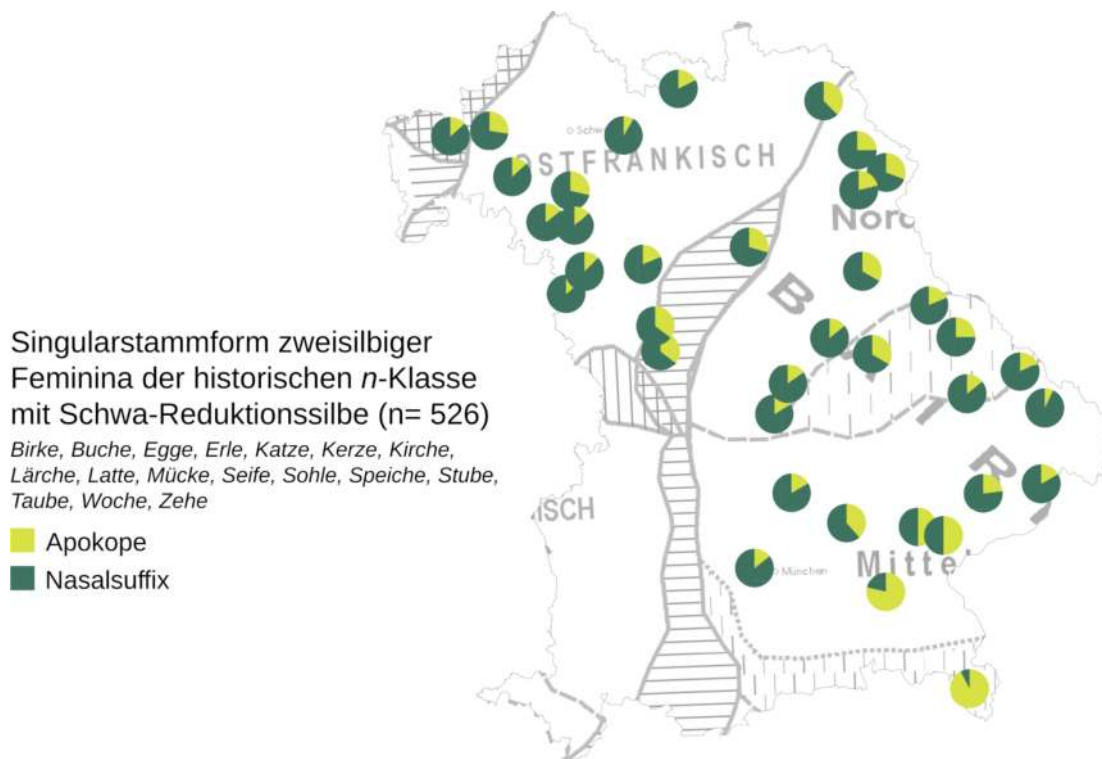 OSTFRÄNKISCH
Nord
B
A
I
R
I
Singularstammform zweisilbiger
Feminina der historischen n-Klasse
mit Schwa-Reduktionssilbe (n= 526)
Birke, Buche, Egge, Erle, Katze, Kerze, Kirche,
Lärche, Latte, Mücke, Seife, Sohle, Speiche, Stube,
Taube, Woche, Zehe
ISCH
Apokope
Nasalsuffix
Mittel
München